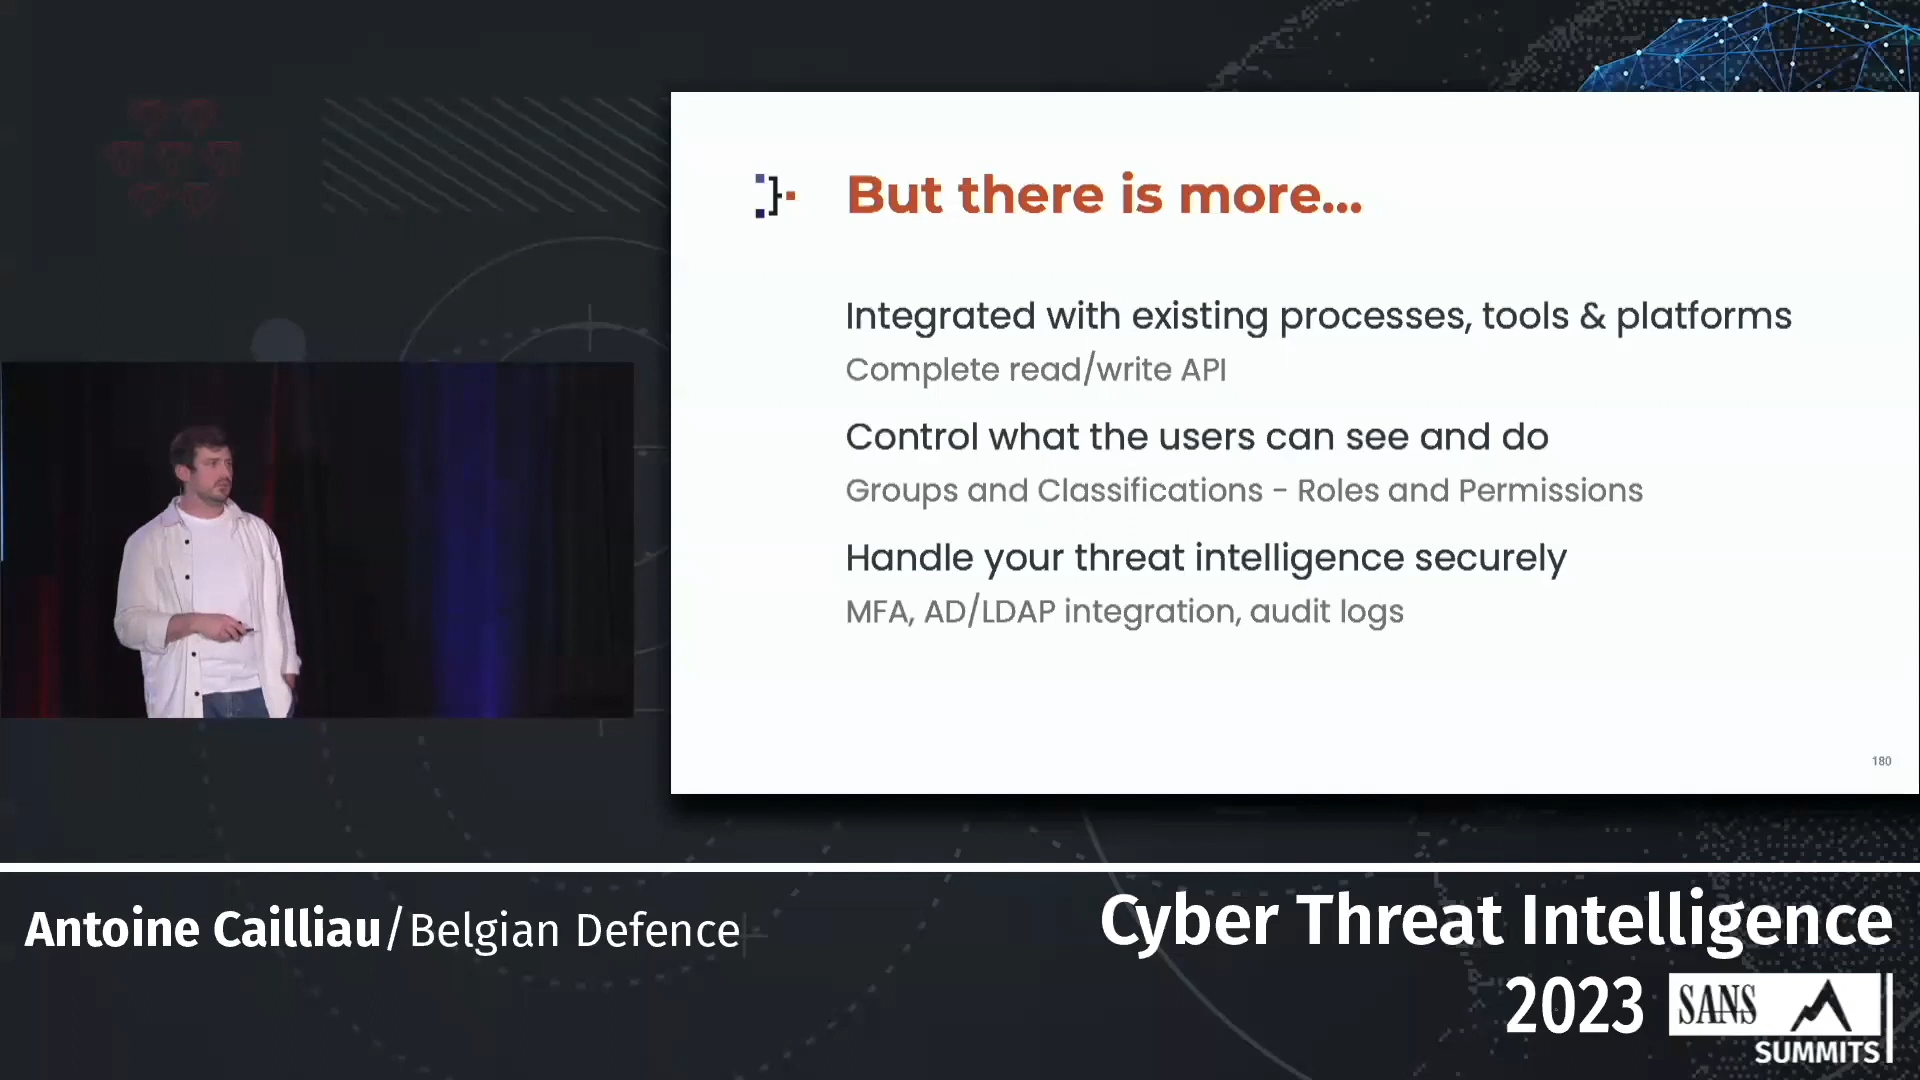 But there is more...
Integrated with existing processes, tools & platforms
Complete read/write API
Control what the users can see and do
Groups and Classifications - Roles and Permissions
Handle your threat intelligence securely
MFA, AD/LDAP integration, audit logs
180
Antoine Cailliau/Belgian Defence
Cyber Threat Intelligence
2023
SANS
SUMMITS